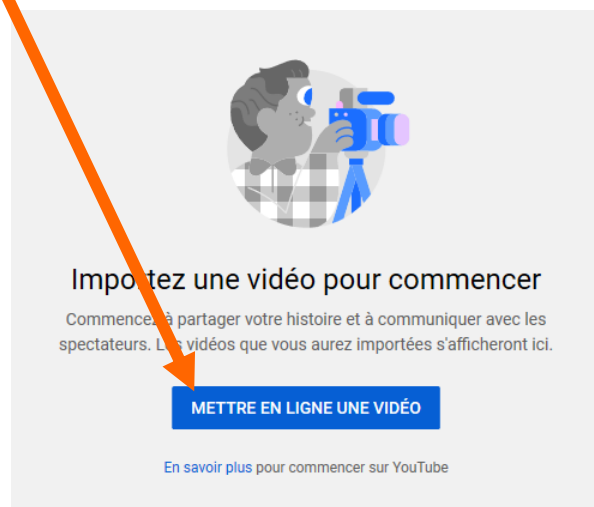 Importez une vidéo pour commencer
Commencez à partager votre histoire et à communiquer avec les
spectateurs. Les vidéos que vous aurez importées s'afficheront ici.
METTRE EN LIGNE UNE VIDÉO
En savoir plus pour commencer sur YouTube